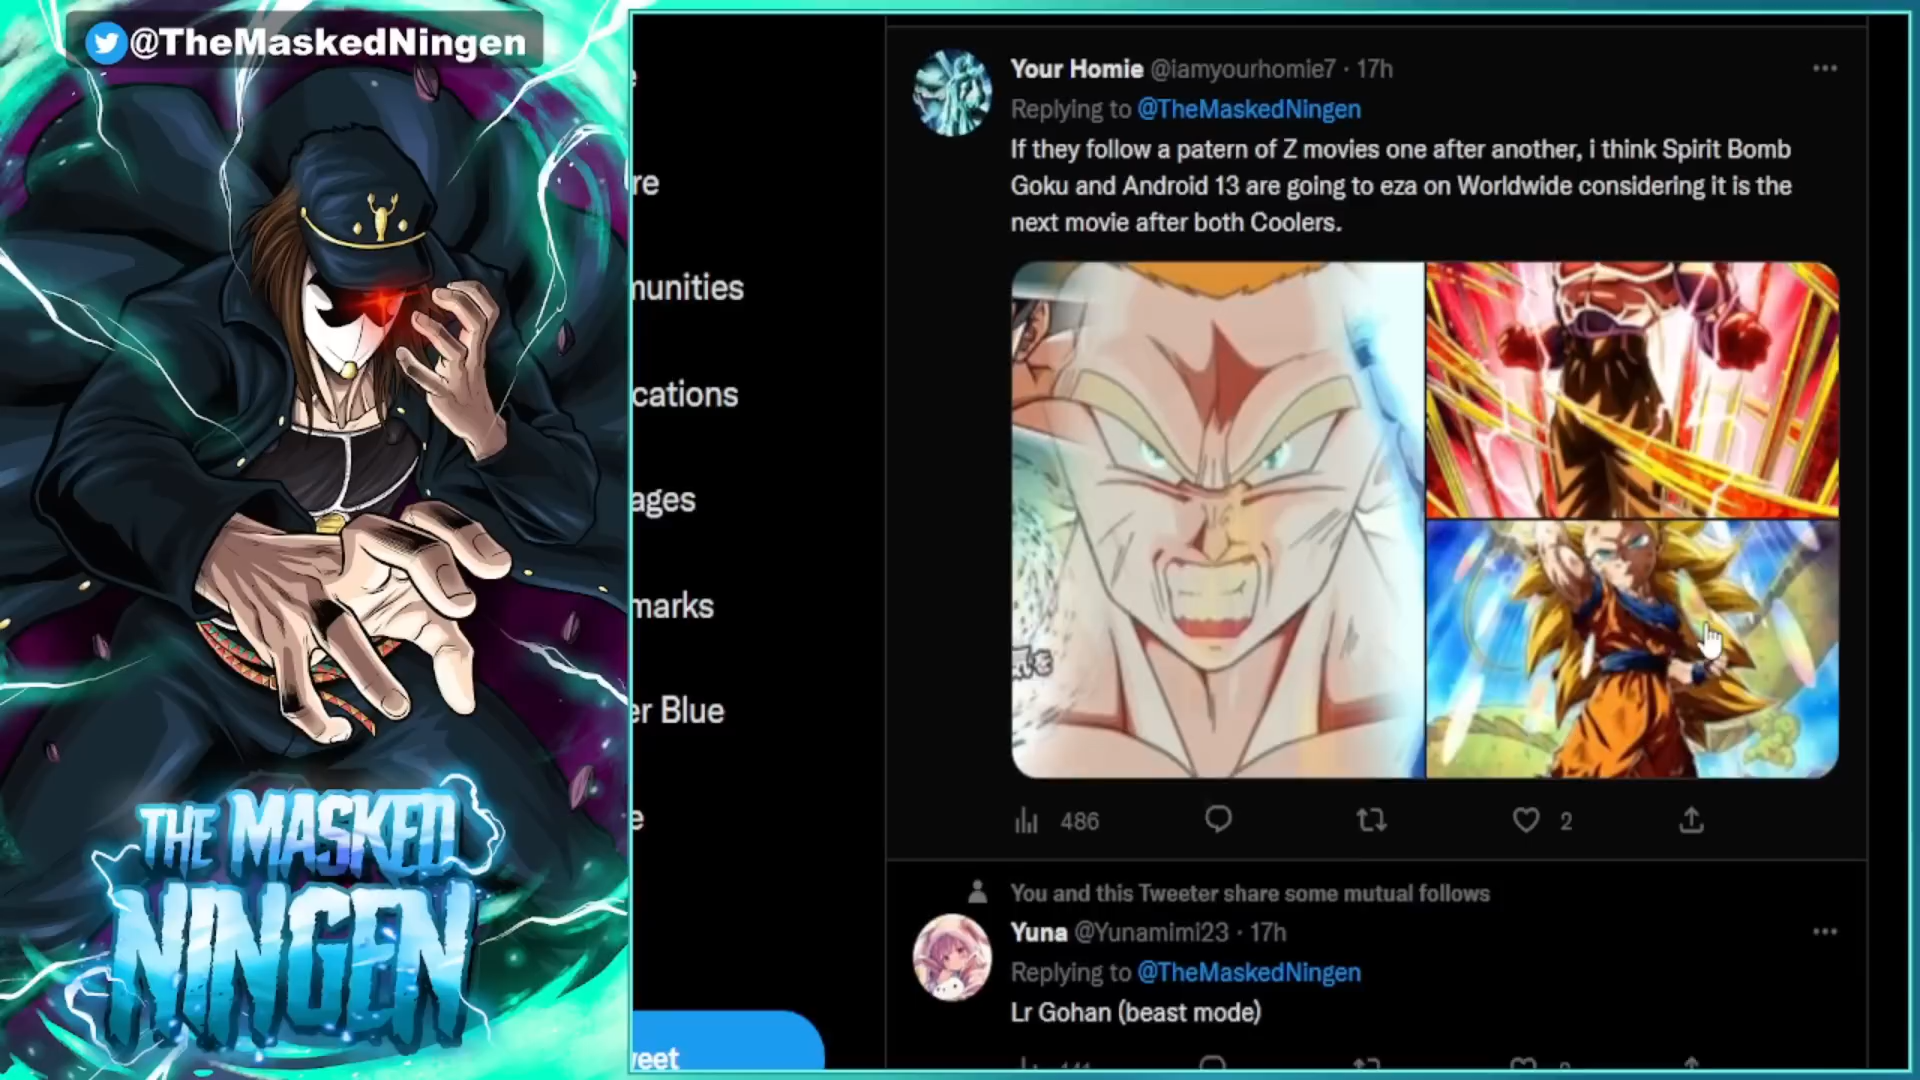 @TheMaskedNingen
THE MASKED
NINGEN
re
nunities
cations
ages
marks
er Blue
e
weet
Your Homie @iamyourhomie7 · 17h
Replying to @TheMaskedNingen
If they follow a patern of Z movies one after another, i think Spirit Bomb
Goku and Android 13 are going to eza on Worldwide considering it is the
next movie after both Coolers.
486
2
You and this Tweeter share some mutual follows
Yuna @Yunamimi23 · 17h
Replying to @TheMaskedNingen
Lr Gohan (beast mode)